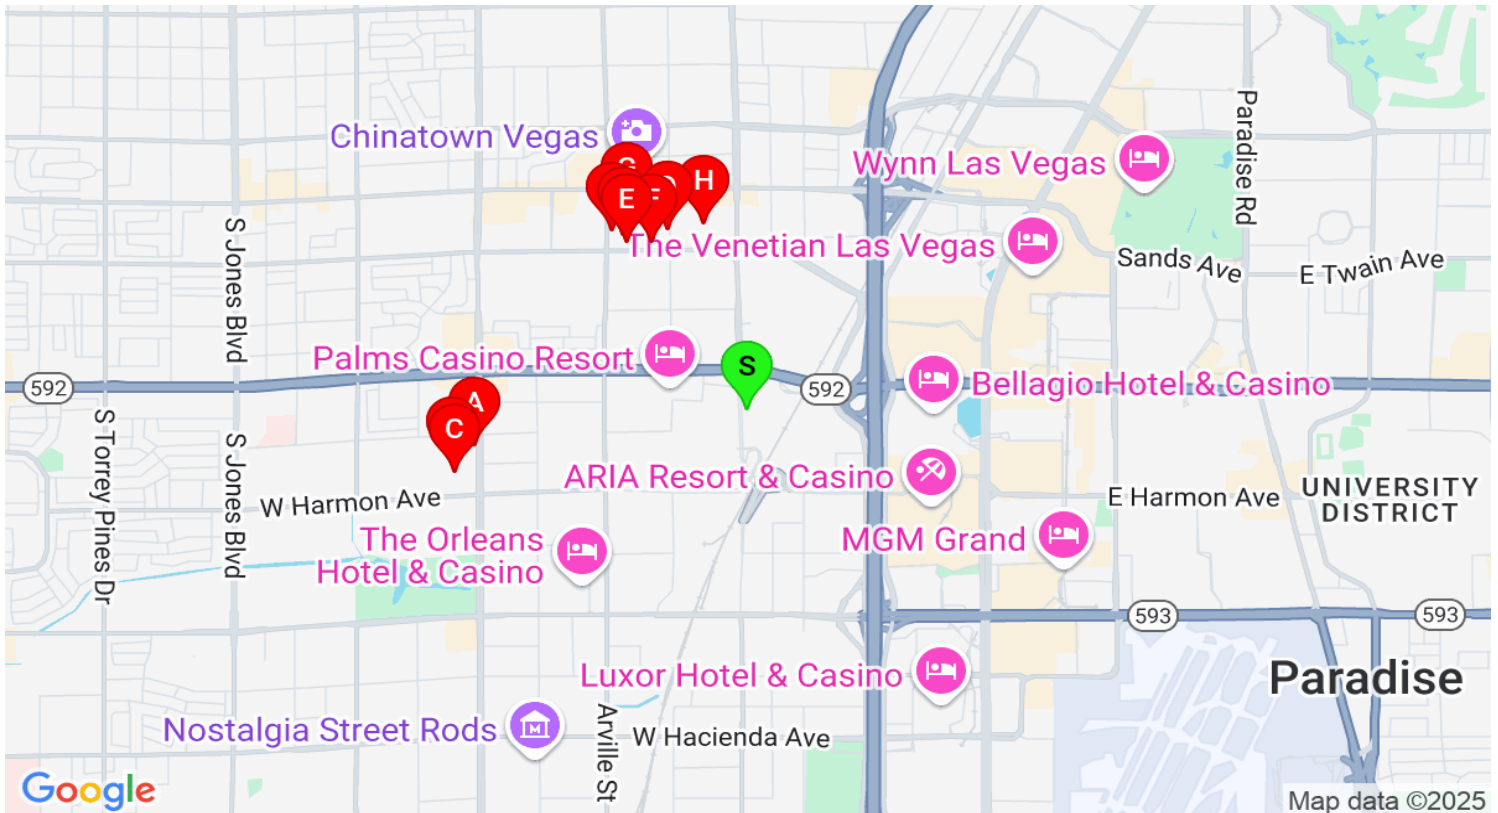 Chinatown Vegas
G
H
E
F
Wynn Las Vegas
Paradise Rd
The Venetian Las Vegas
Sands Ave
E Twain Ave
S Jones Blvd
Palms Casino Resort
S
592
592
Bellagio Hotel & Casino
A
C
S Torrey Pines Dr
S Jones Blvd
W Harmon Ave
ARIA Resort & Casino
E Harmon Ave
UNIVERSITY
DISTRICT
The Orleans
Hotel & Casino
MGM Grand
593
593
Luxor Hotel & Casino
Paradise
Nostalgia Street Rods
Arville St
W Hacienda Ave
Google
Map data ©2025